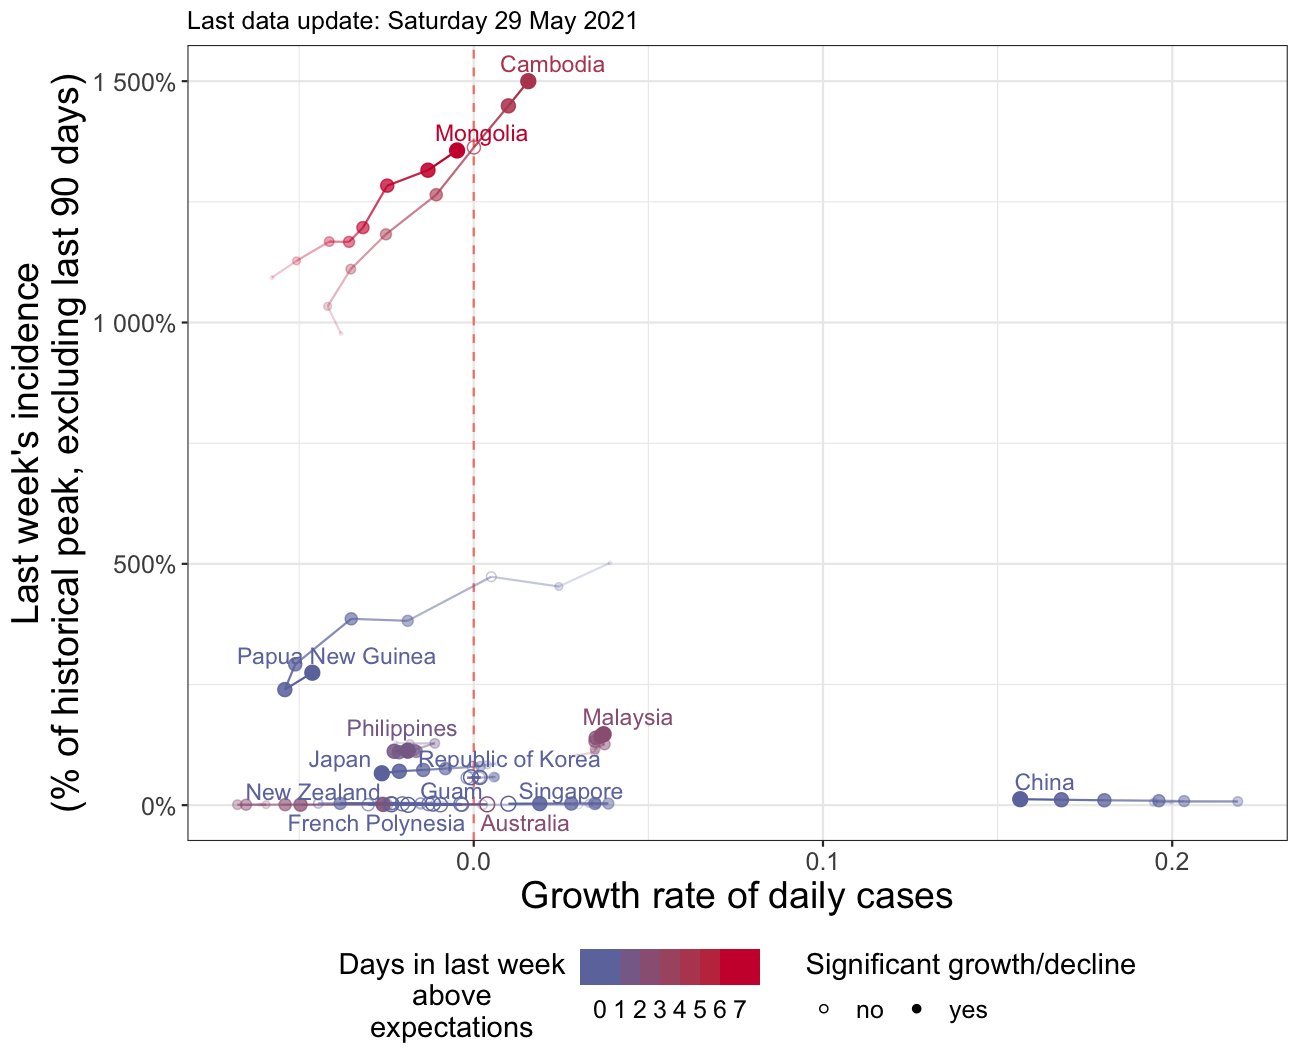 Last data update: Saturday 29 May 2021
Last week's incidence
(% of historical peak, excluding last 90 days)
1 500%
1 000%
500%
0%
Cambodia
Mongolia
Papua New Guinea
Malaysia
Philippines
Japan
Republic of Korea
China
New Zealand
Guam
Singapore
French Polynesia
Australia
0.0
0.1
0.2
Growth rate of daily cases
Days in last week
above
expectations
0 1 2 3 4 5 6 7
Significant growth/decline
no
yes